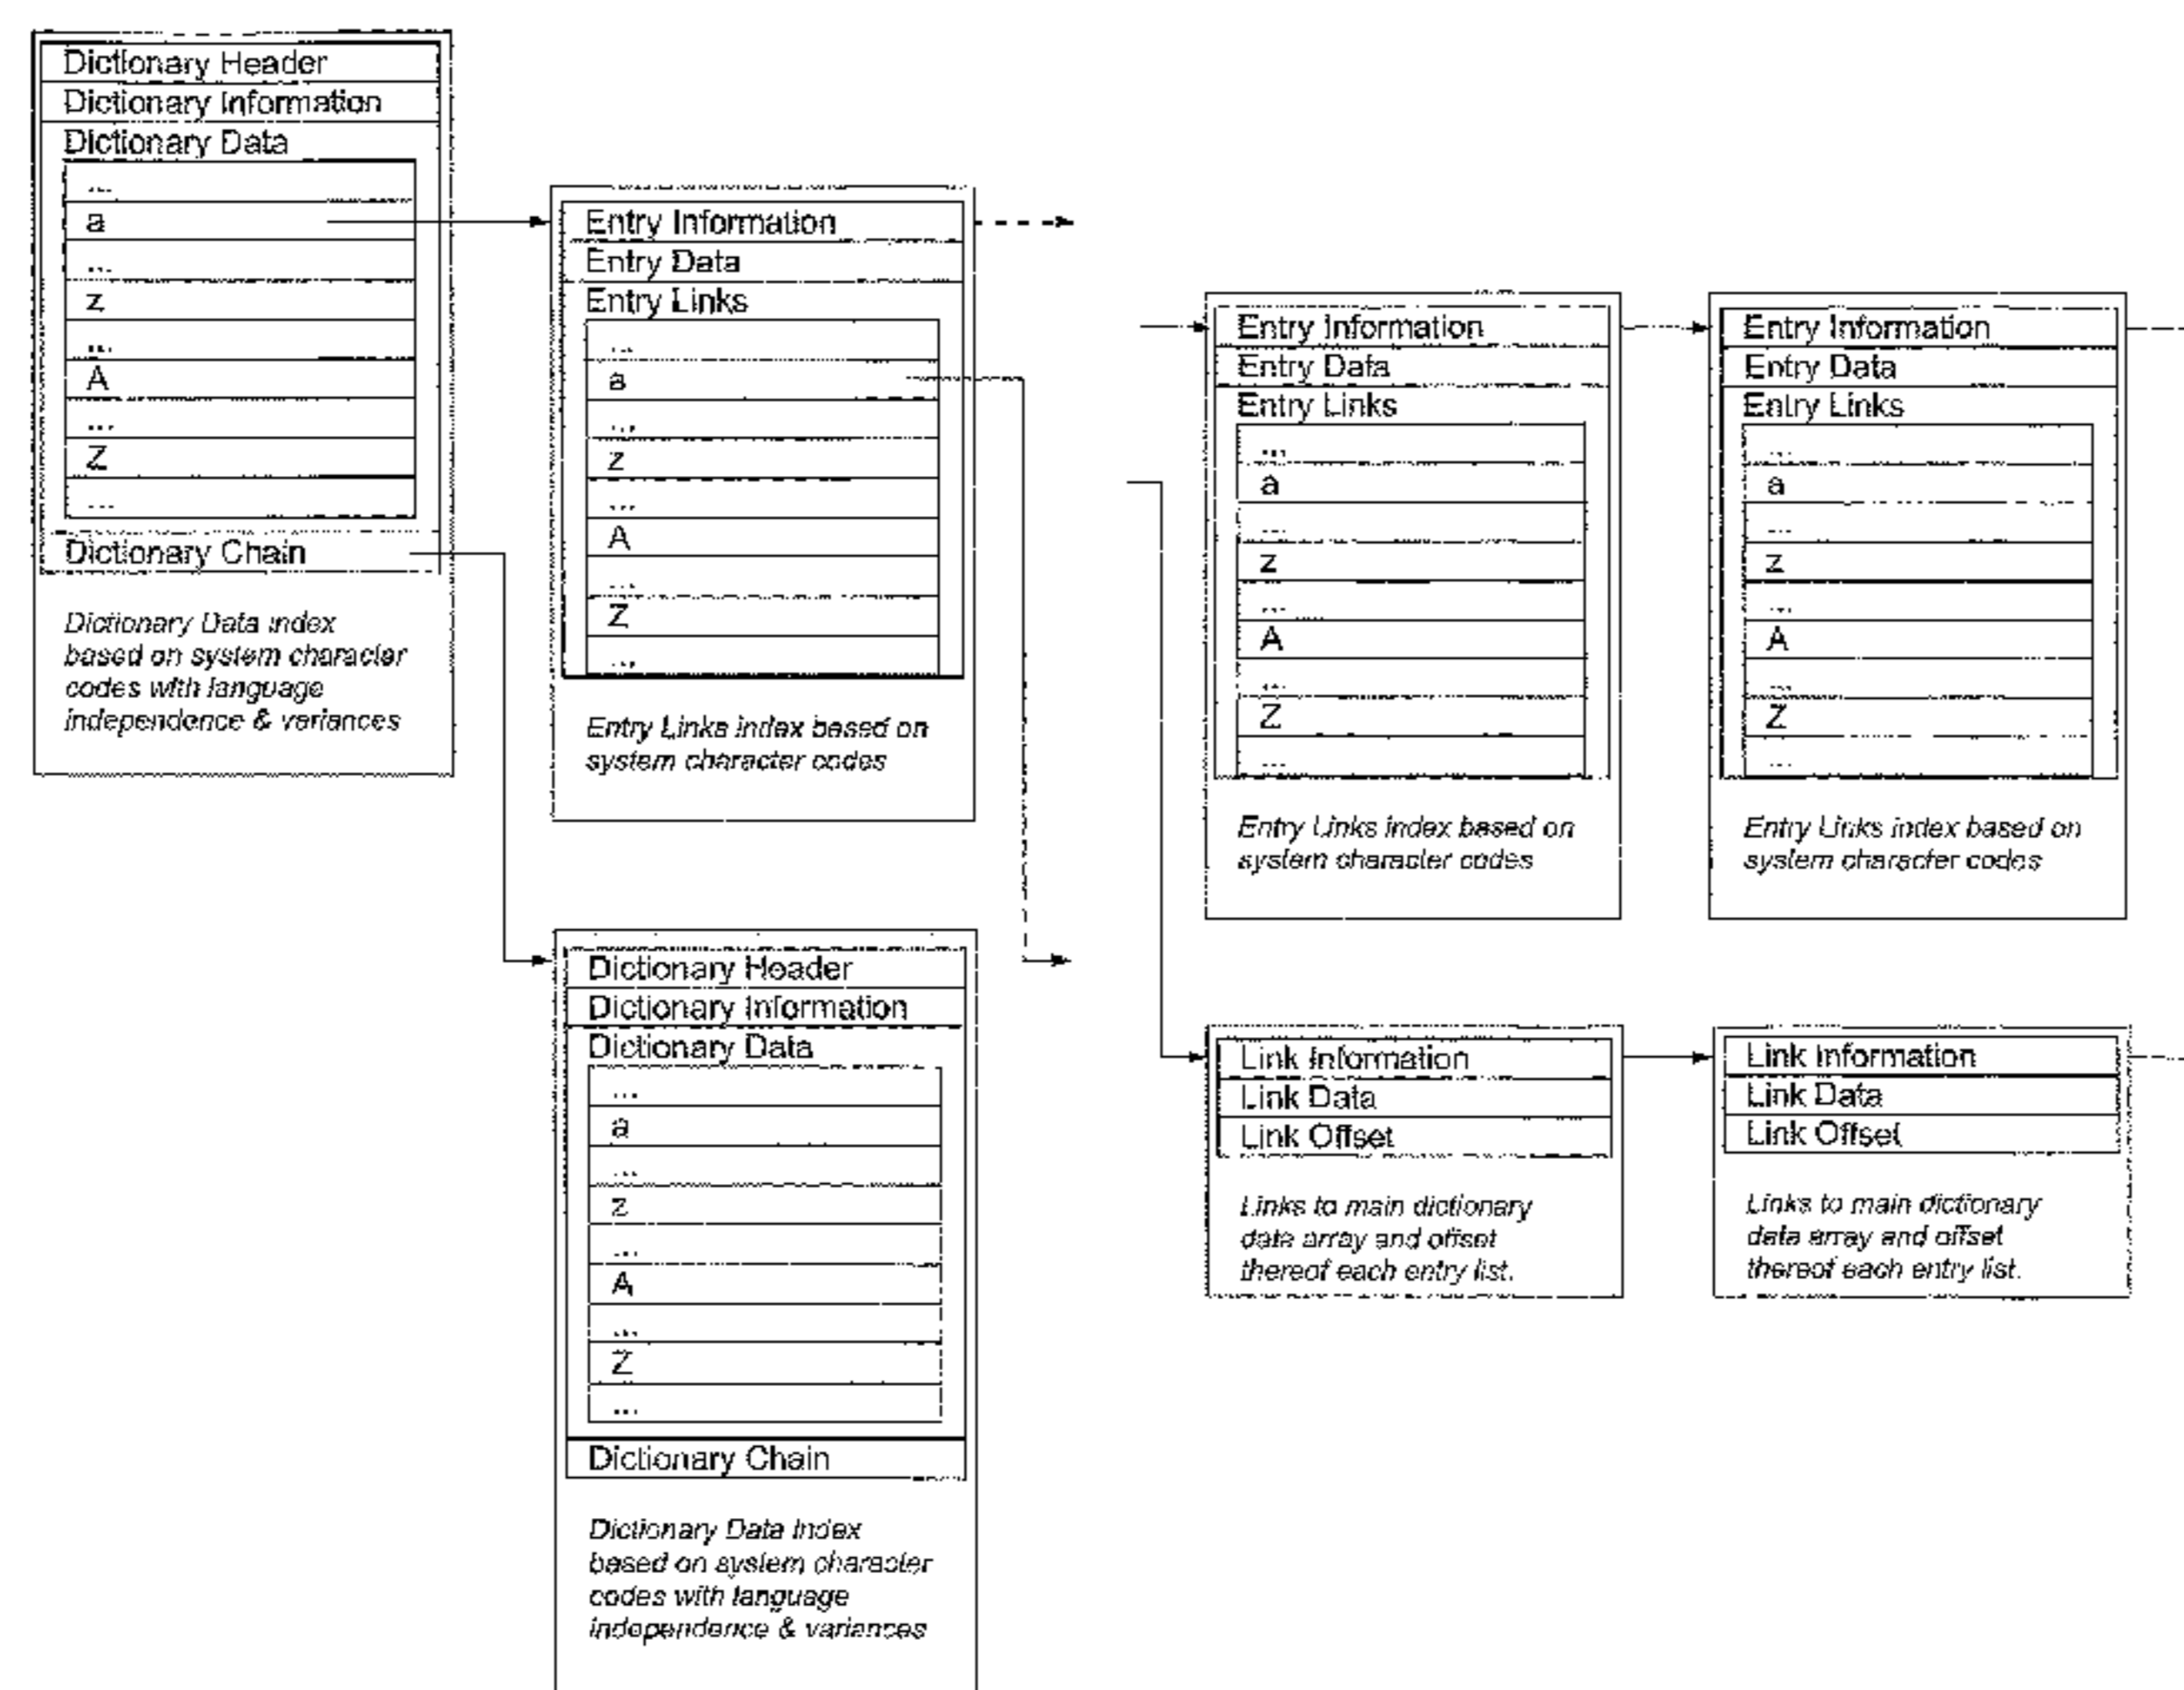 Dictionary Header
Dictionary Information
Dictionary Data
...
a
...
z
...
A
...
Z
...
Dictionary Chain
Dictionary Data Index
based on system character
codes with language
independence & variances
Entry Information
Entry Data
Entry Links
...
a
...
z
...
A
...
Z
...
Entry Links index based on
system character codes
Dictionary Header
Dictionary Information
Dictionary Data
...
a
...
z
...
A
...
Z
...
Dictionary Chain
Dictionary Data Index
based on system character
codes with language
independence & variances
Entry Information
Entry Data
Entry Links
...
a
...
z
...
A
...
Z
...
Entry Links index based on
system character codes
Entry Information
Entry Data
Entry Links
...
a
...
z
...
A
...
Z
...
Entry Links index based on
system character codes
Link Information
Link Data
Link Offset
Links to main dictionary
data array and offset
thereof each entry list.
Link Information
Link Data
Link Offset
Links to main dictionary
data array and offset
thereof each entry list.